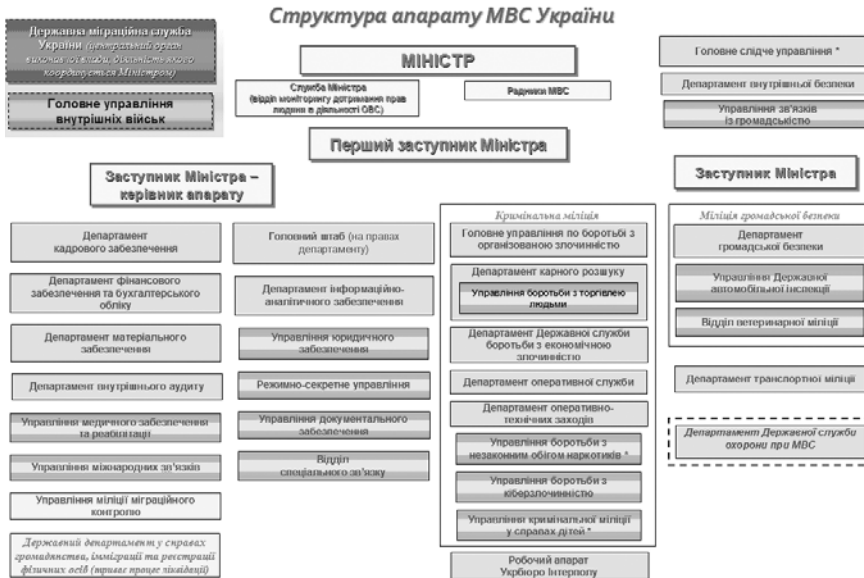 Структура апарату МВС України
Державна міграційна служба
України (центральний орган
виконавчої влади, діяльність якого
координується Міністром)
Головне управління
внутрішніх військ
МІНІСТР
Служба Міністра
(відділ моніторингу дотримання прав
людини в діяльності ОВС)
Радники МВС
Головне слідче управління *
Департамент внутрішньої безпеки
Управління зв'язків
із громадськістю
Перший заступник Міністра
Заступник Міністра –
керівник апарату
Заступник Міністра
Департамент
кадрового забезпечення
Департамент фінансового
забезпечення та бухгалтерського
обліку
Департамент матеріального
забезпечення
Департамент внутрішнього аудиту
Управління медичного забезпечення
та реабілітації
Управління міжнародних зв'язків
Управління міліції міграційного
контролю
Державний департамент у справах
громадянства, імміграції та реєстрації
фізичних осіб (триває процес ліквідації)
Головний штаб (на правах
департаменту)
Департамент інформаційно-
аналітичного забезпечення
Управління юридичного
забезпечення
Режимно-секретне управління
Управління документального
забезпечення
Відділ
спеціального зв'язку
Кримінальна міліція
Головне управління по боротьбі з
організованою злочинністю
Департамент карного розшуку
Управління боротьби з торгівлею
людьми
Департамент Державної служби
боротьби з економічною
злочинністю
Департамент оперативної служби
Департамент оперативно-
технічних заходів
Управління боротьби з
незаконним обігом наркотиків *
Управління боротьби з
кіберзлочинністю
Управління кримінальної міліції
у справах дітей *
Робочий апарат
Укрбюро Інтерполу
Міліція громадської безпеки
Департамент
громадської безпеки
Управління Державної
автомобільної інспекції
Відділ ветеринарної міліції
Департамент транспортної міліції
Департамент Державної служби
охорони при МВС